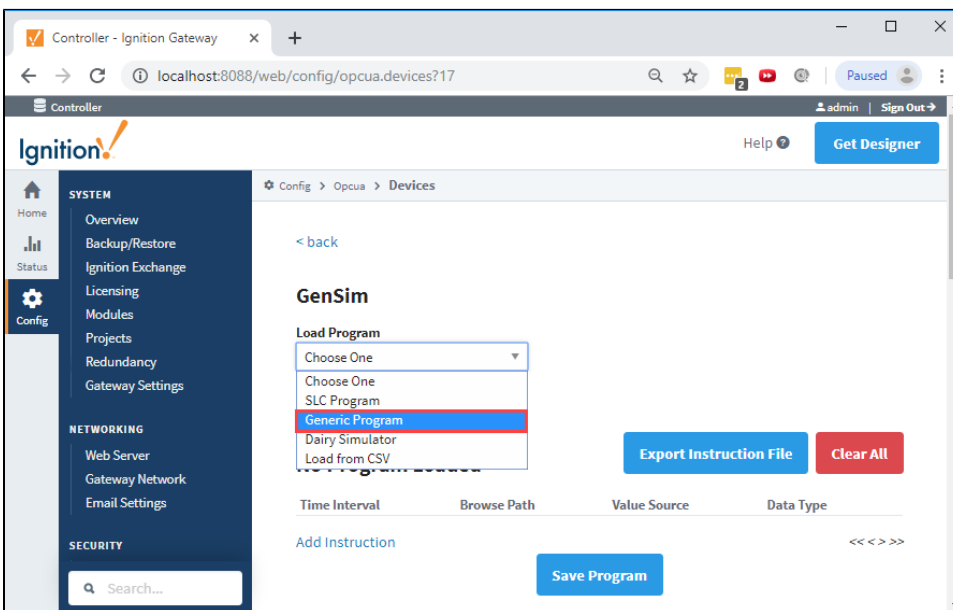 Controller - Ignition Gateway
localhost:8088/web/config/opcua.devices?17
2
Paused
Controller
admin | Sign Out
Ignition!
Help
Get Designer
Home
Status
Config
SYSTEM
Overview
Backup/Restore
Ignition Exchange
Licensing
Modules
Projects
Redundancy
Gateway Settings
NETWORKING
Web Server
Gateway Network
Email Settings
SECURITY
Search...
Config > Opcua > Devices
< back
GenSim
Load Program
Choose One
Choose One
SLC Program
Generic Program
Dairy Simulator
Load from CSV
No Program Loaded
Export Instruction File
Clear All
Time Interval Browse Path Value Source Data Type
Add Instruction
<< < > >>
Save Program